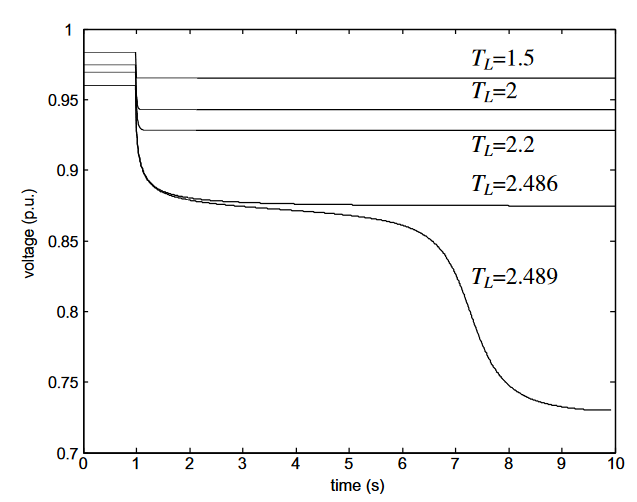 1
T_L=1.5
T_L=2
0.95
T_L=2.2
0.9
T_L=2.486
voltage (p.u.)
0.85
T_L=2.489
0.8
0.75
0.7
0 1 2 3 4 5 6 7 8 9 10
time (s)